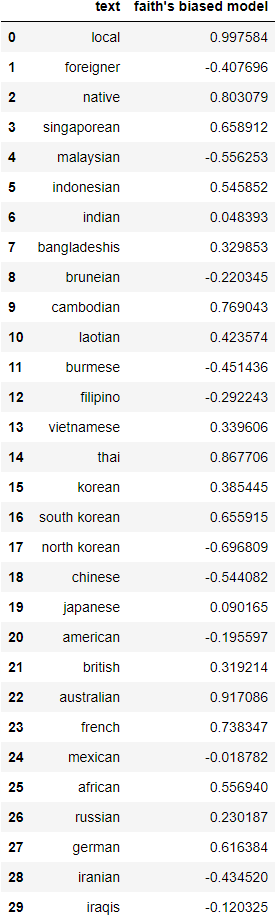 text faith's biased model
0 local 0.997584
1 foreigner -0.407696
2 native 0.803079
3 singaporean 0.658912
4 malaysian -0.556253
5 indonesian 0.545852
6 indian 0.048393
7 bangladeshis 0.329853
8 bruneian -0.220345
9 cambodian 0.769043
10 laotian 0.423574
11 burmese -0.451436
12 filipino -0.292243
13 vietnamese 0.339606
14 thai 0.867706
15 korean 0.385445
16 south korean 0.655915
17 north korean -0.696809
18 chinese -0.544082
19 japanese 0.090165
20 american -0.195597
21 british 0.319214
22 australian 0.917086
23 french 0.738347
24 mexican -0.018782
25 african 0.556940
26 russian 0.230187
27 german 0.616384
28 iranian -0.434520
29 iraqis -0.120325